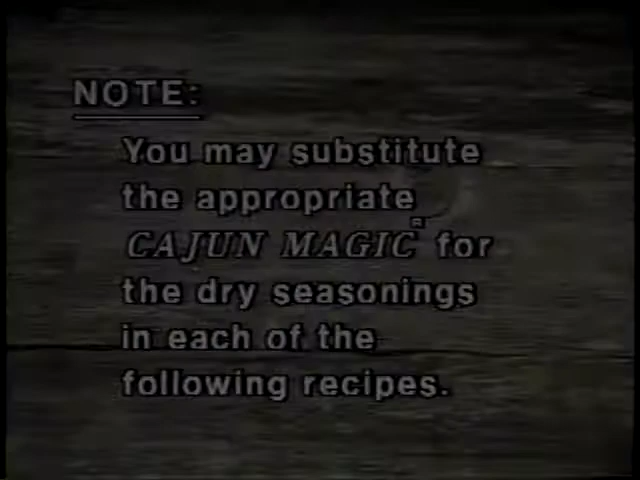 NOTE:
You may substitute
the appropriate
CAJUN MAGIC® for
the dry seasonings
in each of the
following recipes.